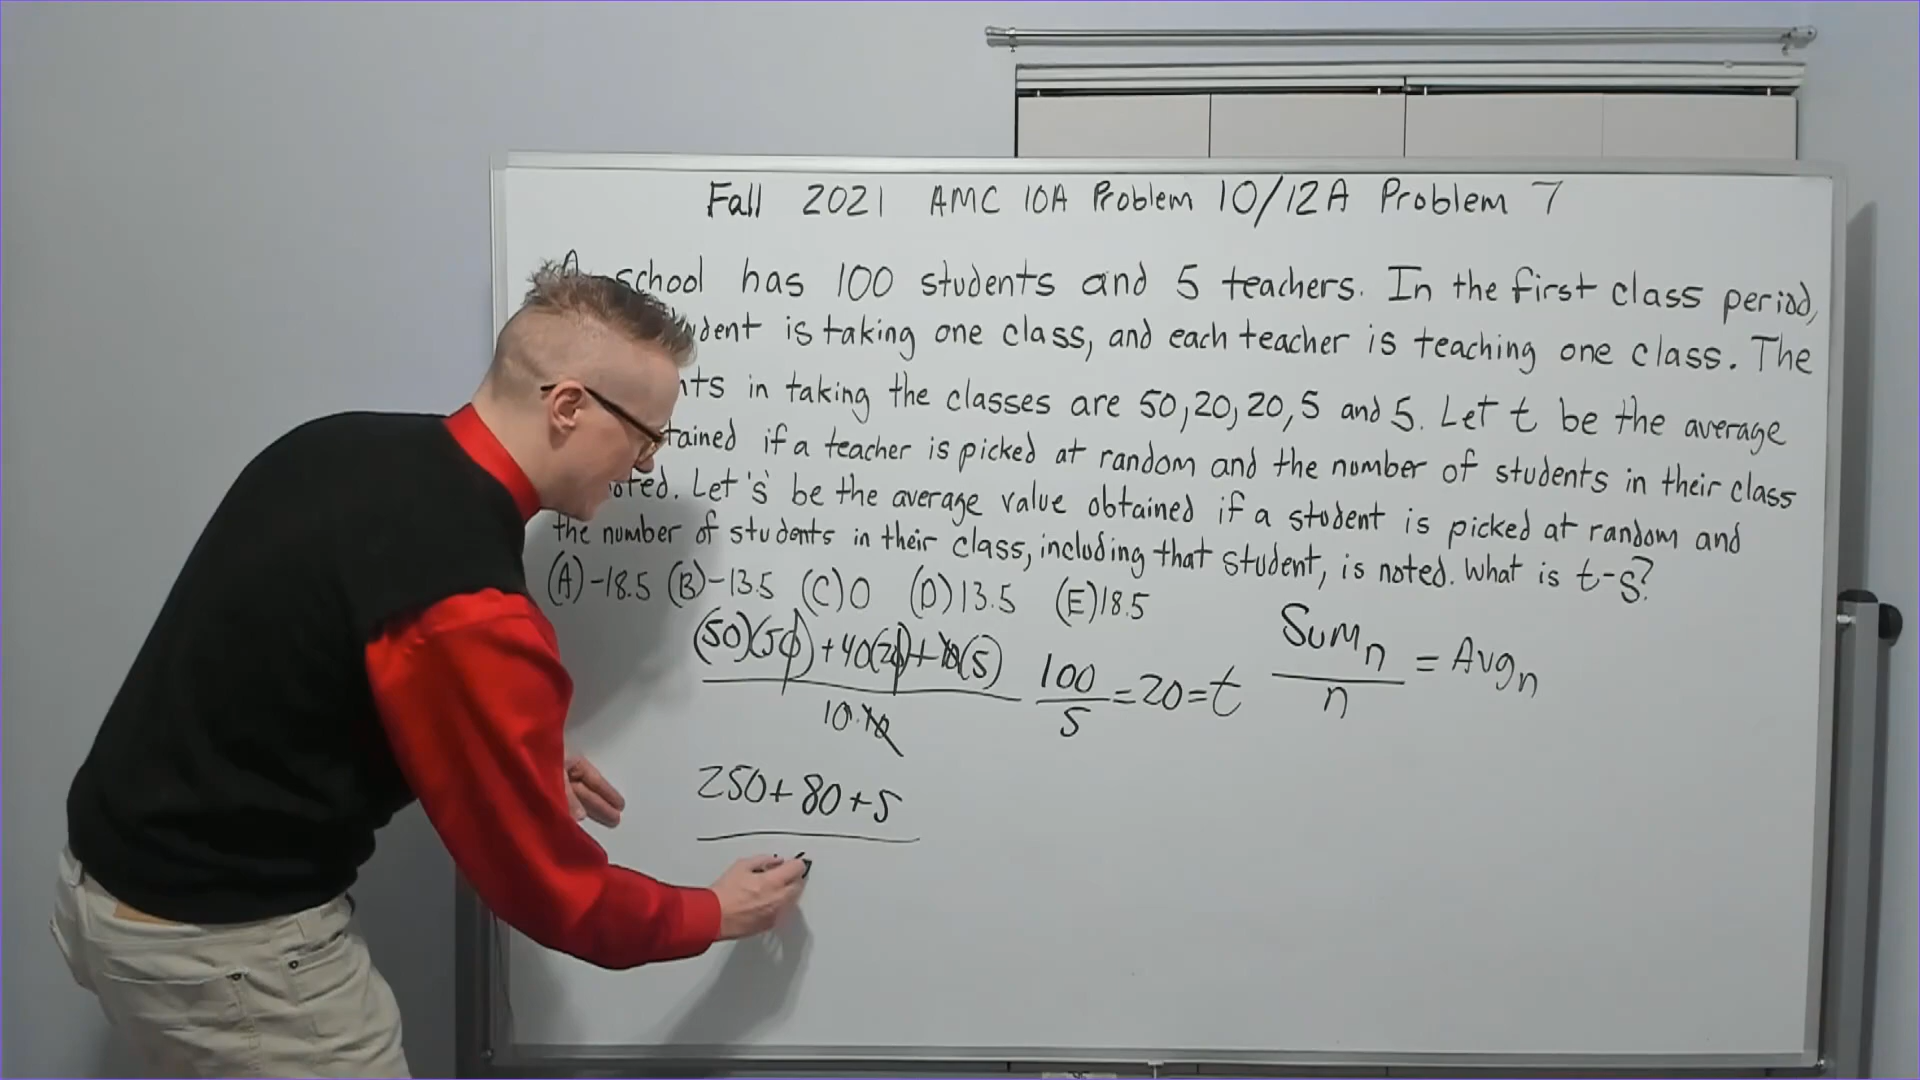 Fall 2021 AMC 10A Problem 10/12A Problem 7
school has 100 students and 5 teachers. In the first class period,
is taking one class, and each teacher is teaching one class. The
in taking the classes are 50, 20, 20, 5 and 5. Let t be the average
if a teacher is picked at random and the number of students in their class
Let 's' be the average value obtained if a student is picked at random and
the number of students in their class, including that student, is noted. What is t-s?
(A) -18.5 (B) -13.5 (C) 0 (D) 13.5 (E) 18.5
(50)(50)+40(20)+10(5)
10·10
100/5=20=t
Sum_n/n = Avg_n
250+80+5